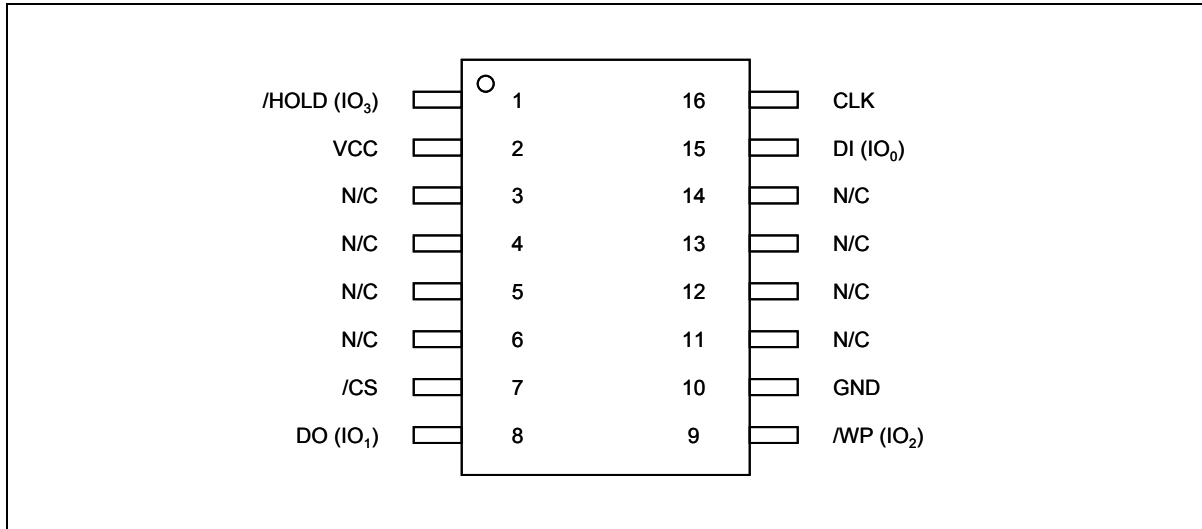 /HOLD (IO₃) 1 16 CLK
VCC 2 15 DI (IO₀)
N/C 3 14 N/C
N/C 4 13 N/C
N/C 5 12 N/C
N/C 6 11 N/C
/CS 7 10 GND
DO (IO₁) 8 9 /WP (IO₂)